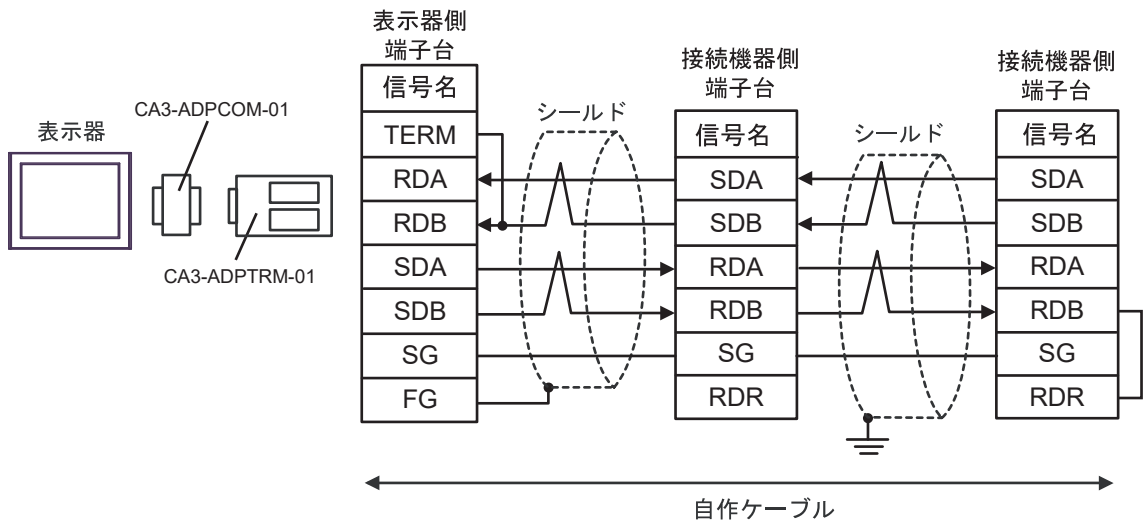 表示器
CA3-ADPCOM-01
CA3-ADPTRM-01
表示器側
端子台
信号名
TERM
RDA
RDB
SDA
SDB
SG
FG
シールド
接続機器側
端子台
信号名
SDA
SDB
RDA
RDB
SG
RDR
シールド
接続機器側
端子台
信号名
SDA
SDB
RDA
RDB
SG
RDR
自作ケーブル